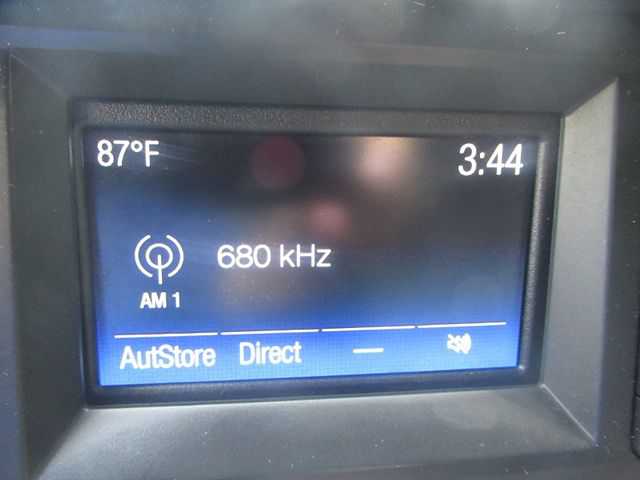 87°F 3:44
680 kHz
AM 1
AutStore Direct —